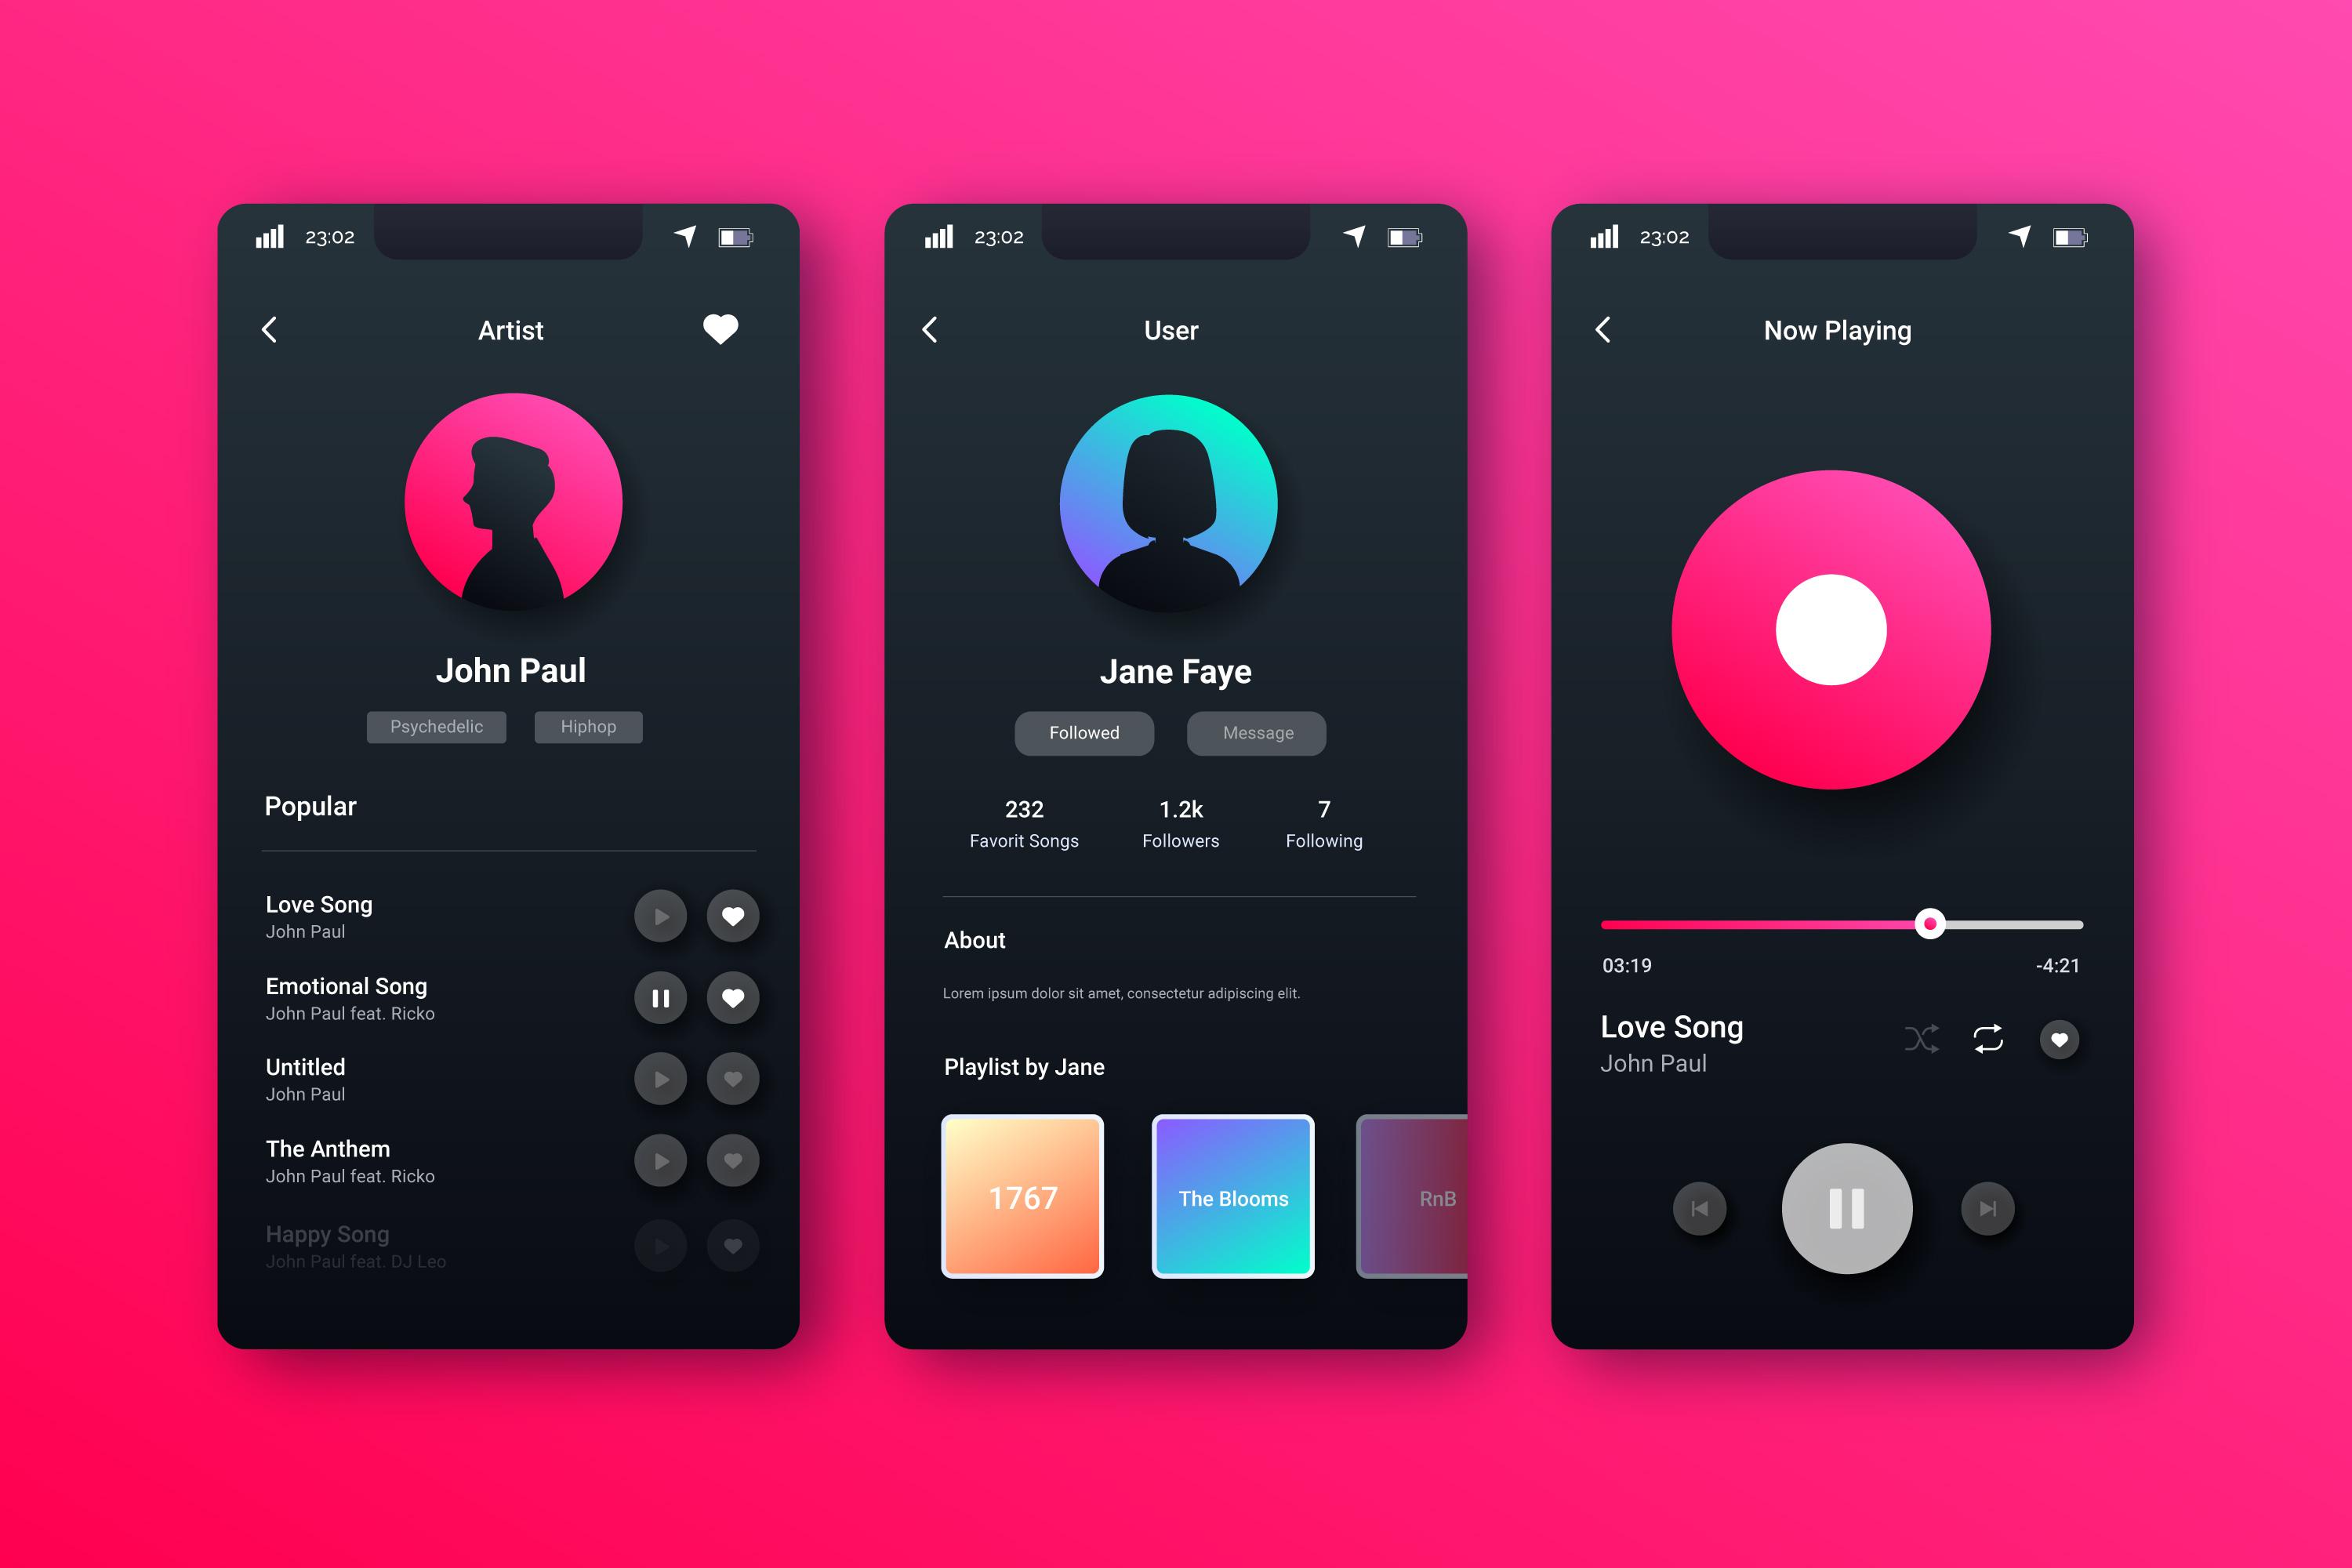 23:02
Artist
John Paul
Psychedelic Hiphop
Popular
Love Song
John Paul
Emotional Song
John Paul feat. Ricko
Untitled
John Paul
The Anthem
John Paul feat. Ricko
Happy Song
John Paul feat. DJ Leo
23:02
User
Jane Faye
Followed Message
232 1.2k 7
Favorit Songs Followers Following
About
Lorem ipsum dolor sit amet, consectetur adipiscing elit.
Playlist by Jane
1767 The Blooms RnB
23:02
Now Playing
03:19 -4:21
Love Song
John Paul